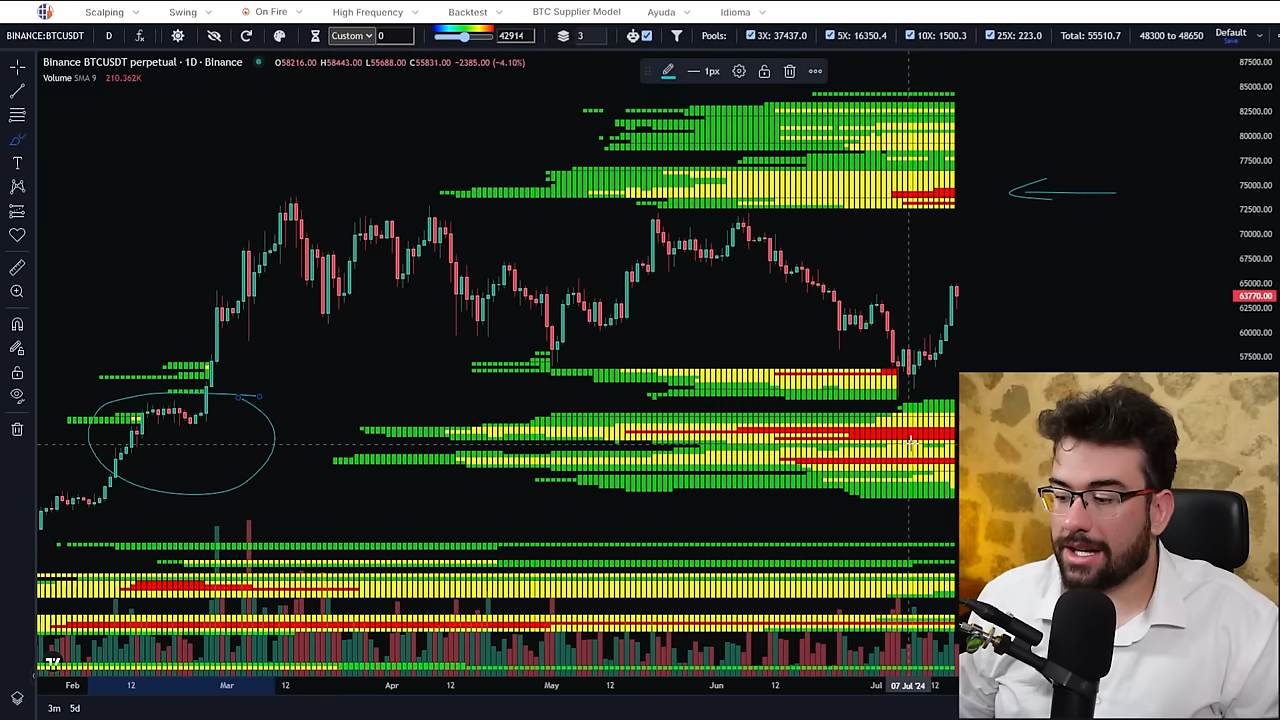 Scalping Swing On Fire High Frequency Backtest BTC Supplier Model Ayuda Idioma
BINANCE:BTCUSDT D Custom 0 42914 3 Pools: 3X: 37437.0 5X: 16350.4 10X: 1500.3 25X: 223.0 Total: 55510.7 48300 to 48650 Default
Save
Binance BTCUSDT perpetual · 1D · Binance O58216.00 H58443.00 L55688.00 C55831.00 −2385.00 (−4.10%)
Volume SMA 9 210.362K
1px
87500.00
85000.00
82500.00
80000.00
77500.00
75000.00
72500.00
70000.00
67500.00
65000.00
63770.00
62500.00
60000.00
57500.00
Feb 12 Mar 12 Apr 12 May 12 Jun 12 Jul 07 Jul '24 12
3m 5d